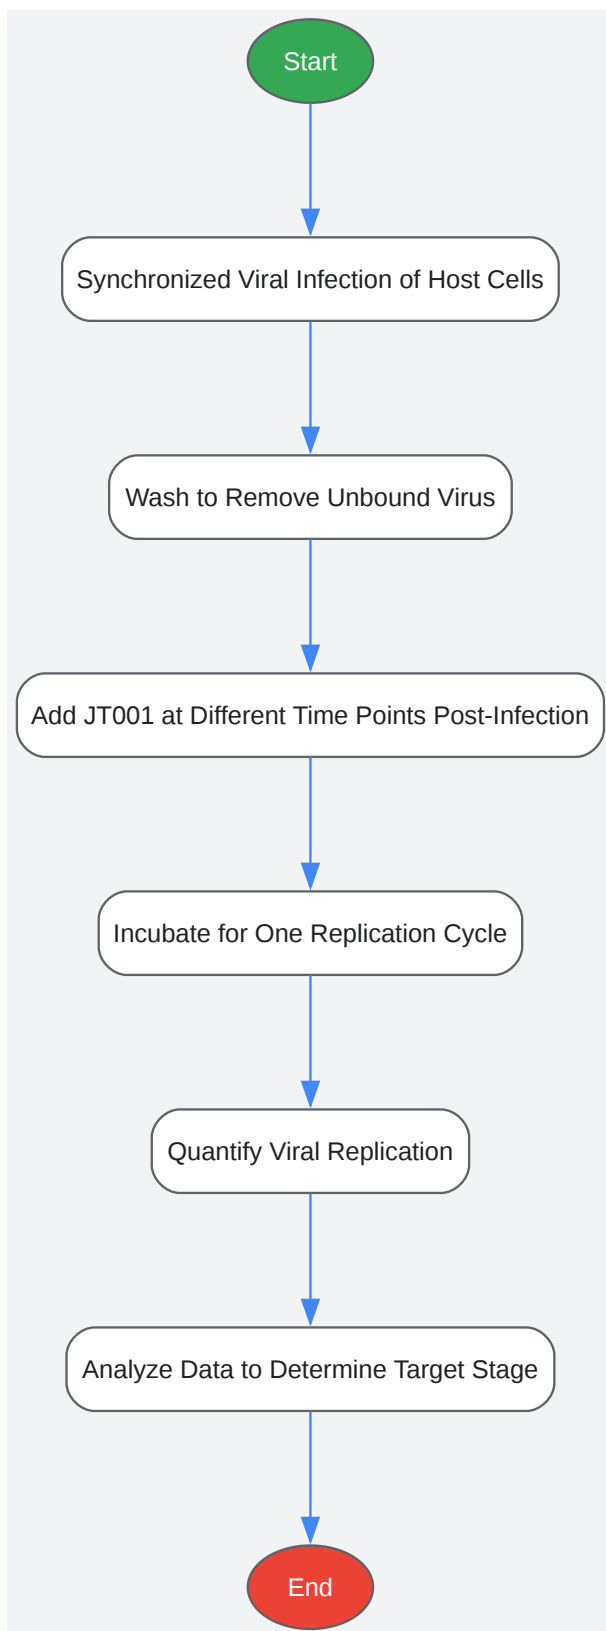 Start
Synchronized Viral Infection of Host Cells
Wash to Remove Unbound Virus
Add JT001 at Different Time Points Post-Infection
Incubate for One Replication Cycle
Quantify Viral Replication
Analyze Data to Determine Target Stage
End